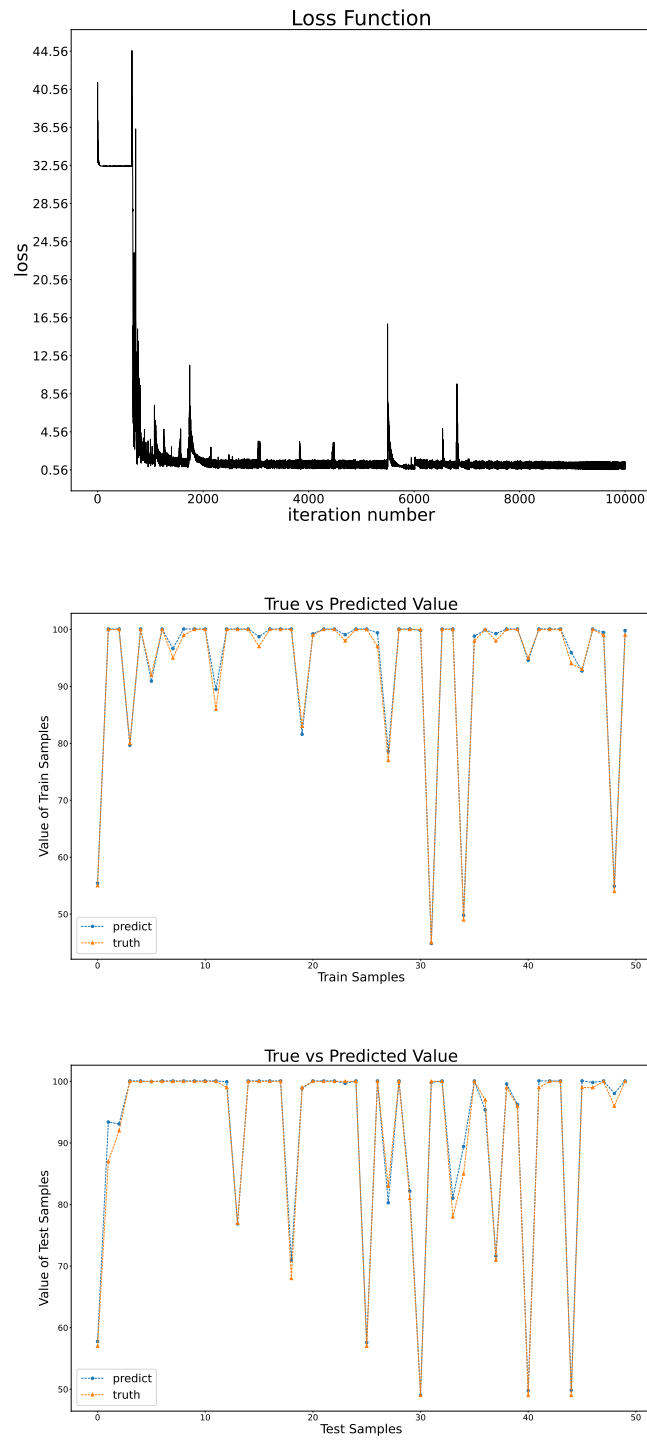 Loss Function
44.56
40.56
36.56
32.56
28.56
24.56
20.56
16.56
12.56
8.56
4.56
0.56
loss
0 2000 4000 6000 8000 10000
iteration number
True vs Predicted Value
100
90
80
70
60
50
Value of Train Samples
predict
truth
0 10 20 30 40 50
Train Samples
True vs Predicted Value
100
90
80
70
60
50
Value of Test Samples
predict
truth
0 10 20 30 40 50
Test Samples